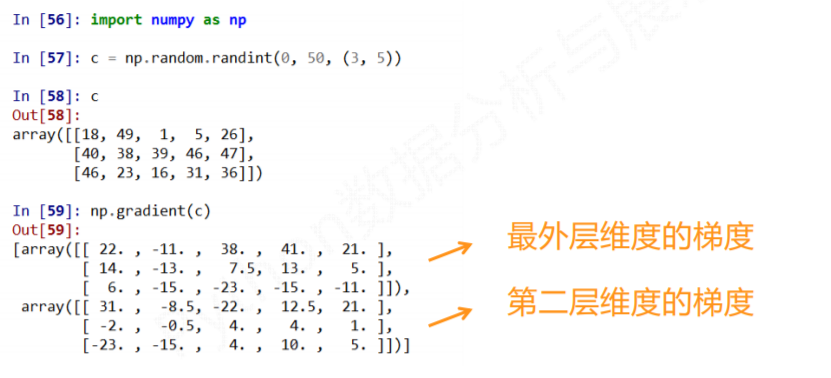 In [56]: import numpy as np
In [57]: c = np.random.randint(0, 50, (3, 5))
In [58]: c
Out[58]:
array([[18, 49,  1,  5, 26],
       [40, 38, 39, 46, 47],
       [46, 23, 16, 31, 36]])
In [59]: np.gradient(c)
Out[59]:
[array([[ 22. , -11. ,  38. ,  41. ,  21. ],
        [ 14. , -13. ,   7.5,  13. ,   5. ],
        [  6. , -15. , -23. , -15. , -11. ]]),
 array([[ 31. ,  -8.5, -22. ,  12.5,  21. ],
        [ -2. ,  -0.5,   4. ,   4. ,   1. ],
        [-23. , -15. ,   4. ,  10. ,   5. ]])]
最外层维度的梯度
第二层维度的梯度